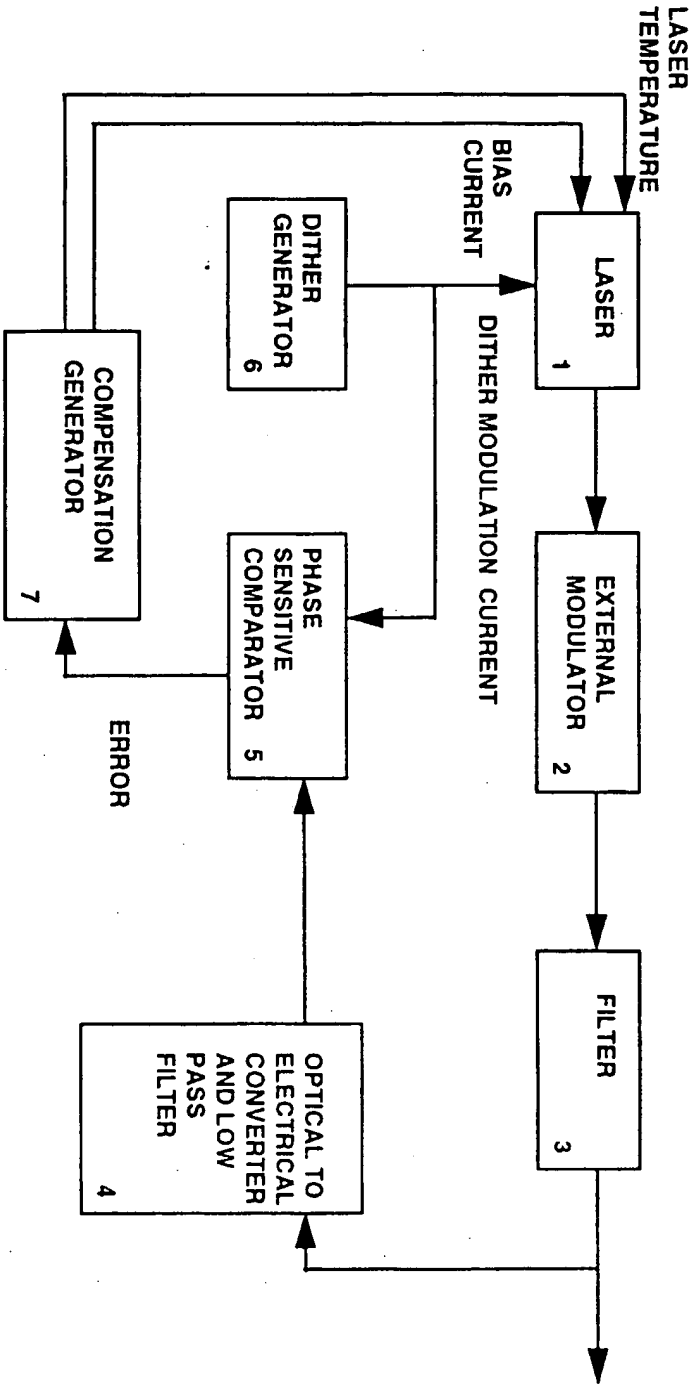 LASER
TEMPERATURE
LASER
1
EXTERNAL
MODULATOR
2
FILTER
3
BIAS
CURRENT
DITHER MODULATION CURRENT
DITHER
GENERATOR
6
PHASE
SENSITIVE
COMPARATOR
5
OPTICAL TO
ELECTRICAL
CONVERTER
AND LOW
PASS
FILTER
4
COMPENSATION
GENERATOR
7
ERROR